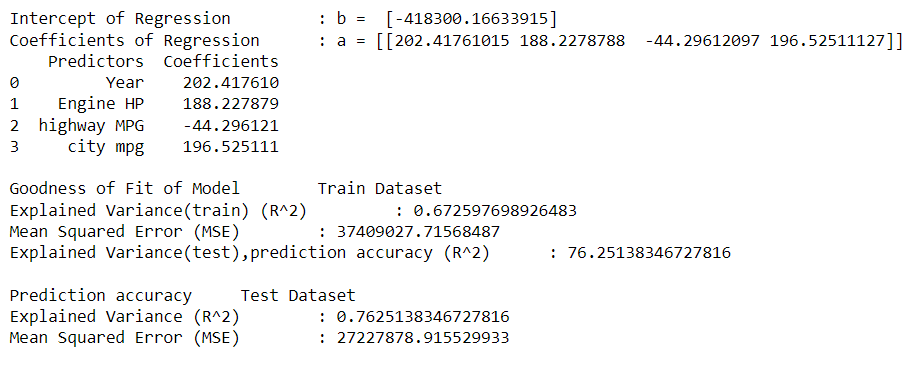 Intercept of Regression : b = [-418300.16633915]
Coefficients of Regression : a = [[202.41761015 188.2278788 -44.29612097 196.52511127]]
Predictors Coefficients
0 Year 202.417610
1 Engine HP 188.227879
2 highway MPG -44.296121
3 city mpg 196.525111
Goodness of Fit of Model Train Dataset
Explained Variance(train) (R^2) : 0.672597698926483
Mean Squared Error (MSE) : 37409027.71568487
Explained Variance(test),prediction accuracy (R^2) : 76.25138346727816
Prediction accuracy Test Dataset
Explained Variance (R^2) : 0.7625138346727816
Mean Squared Error (MSE) : 27227878.915529933